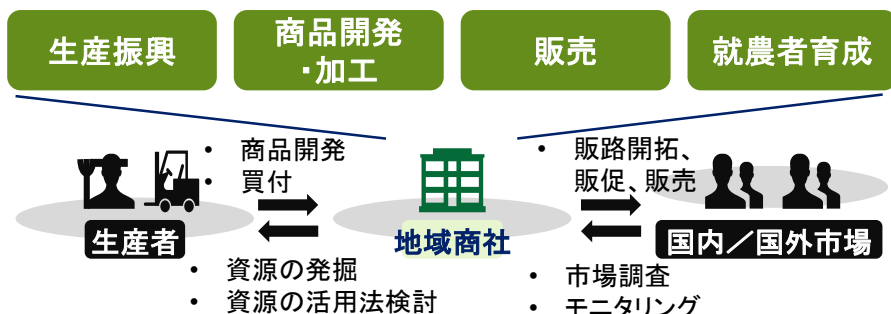 生産振興
商品開発
・加工
販売
就農者育成
• 商品開発
• 買付
• 販路開拓、
販促、販売
生産者
地域商社
国内／国外市場
• 資源の発掘
• 資源の活用法検討
• 市場調査
• モニタリング